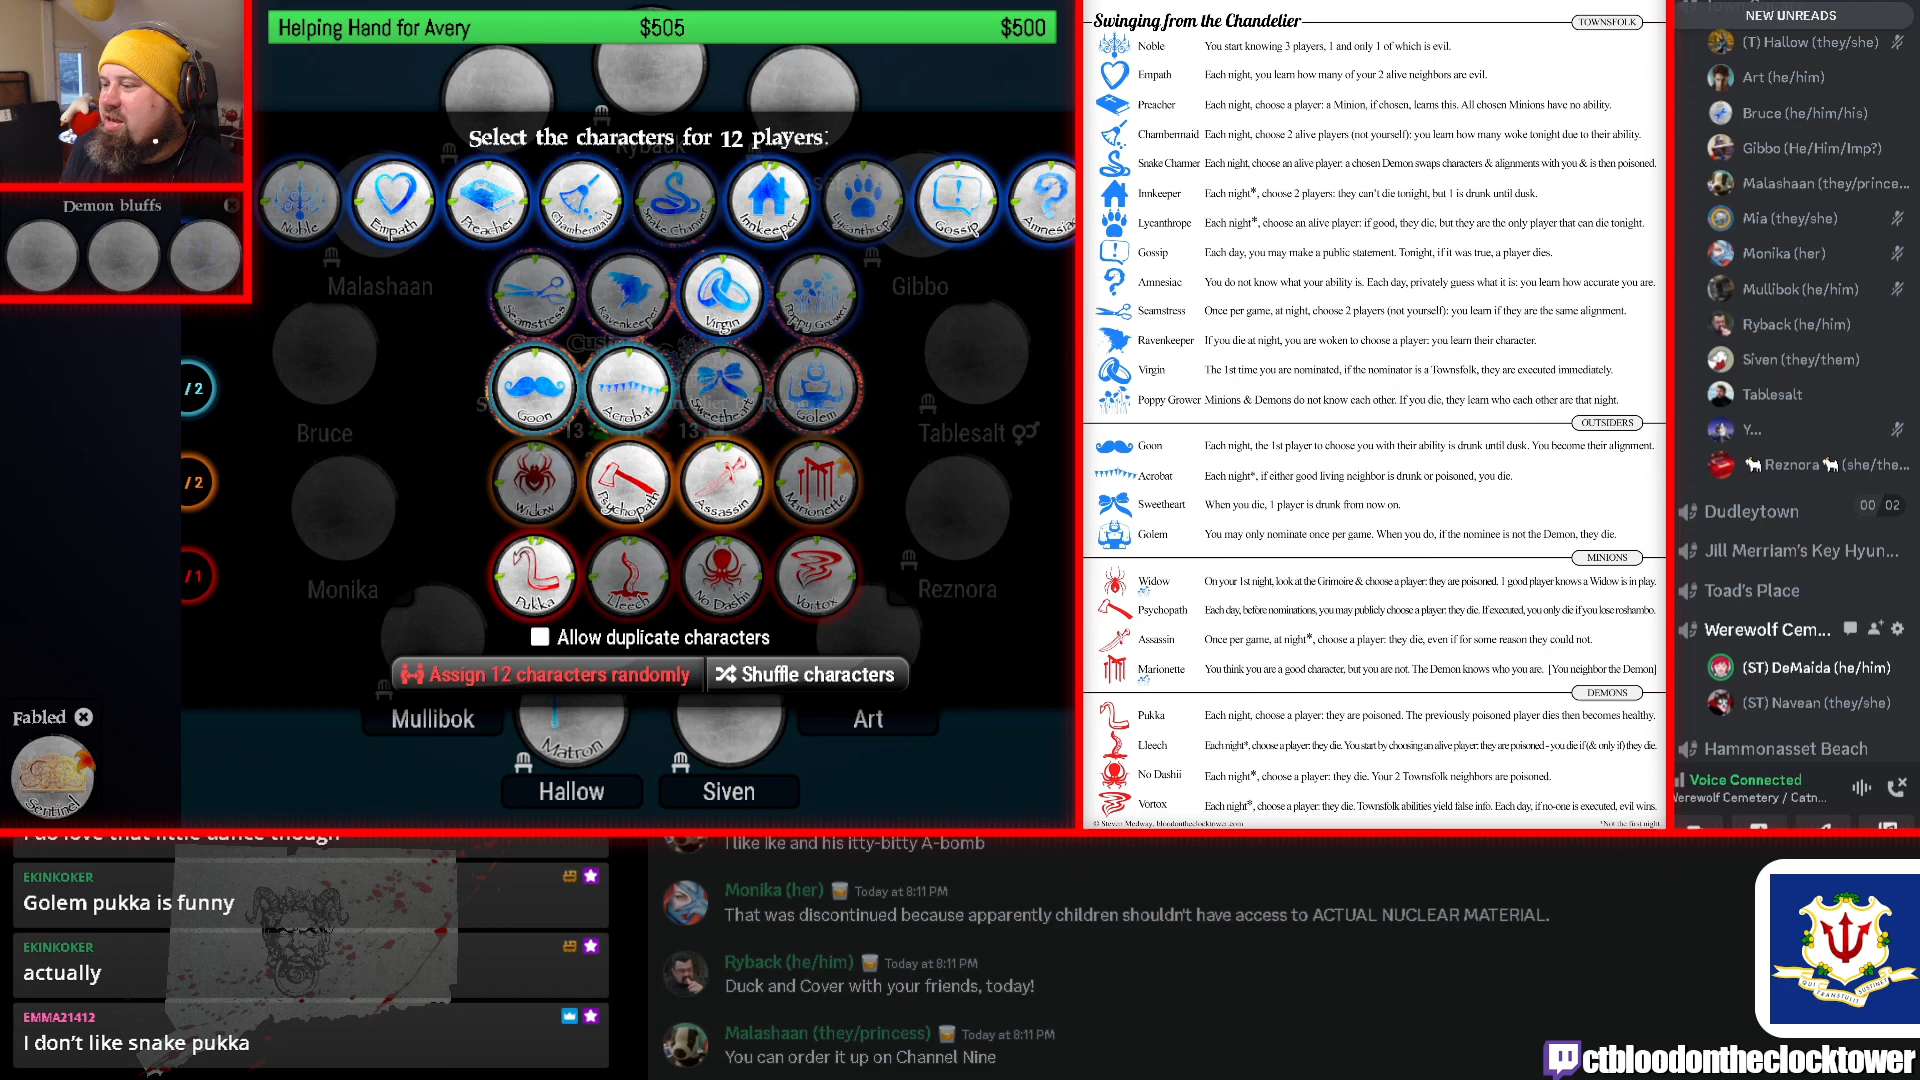 Helping Hand for Avery $505 $500
Select the characters for 12 players:
Demon bluffs
Noble Empath Preacher Chambermaid Snake Charmer Innkeeper Lycanthrope Gossip Amnesia
Malashaan Gibbo
Seamstress Ravenkeeper Virgin Poppy Grower
/2 Goon Acrobat Sweetheart Golem
Bruce Tablesalt
/2 Widow Psychopath Assassin Marionette
/1 Pukka Lleech No Dashii Vortox
Monika Reznora
Allow duplicate characters
Assign 12 characters randomly Shuffle characters
Mullibok Matron Art
Hallow Siven
Fabled
Sentinel
Swinging from the Chandelier
TOWNSFOLK
Noble You start knowing 3 players, 1 and only 1 of which is evil.
Empath Each night, you learn how many of your 2 alive neighbors are evil.
Preacher Each night, choose a player: a Minion, if chosen, learns this. All chosen Minions have no ability.
Chambermaid Each night, choose 2 alive players (not yourself): you learn how many woke tonight due to their ability.
Snake Charmer Each night, choose an alive player: a chosen Demon swaps characters & alignments with you & is then poisoned.
Innkeeper Each night*, choose 2 players: they can't die tonight, but 1 is drunk until dusk.
Lycanthrope Each night*, choose an alive player: if good, they die, but they are the only player that can die tonight.
Gossip Each day, you may make a public statement. Tonight, if it was true, a player dies.
Amnesiac You do not know what your ability is. Each day, privately guess what it is: you learn how accurate you are.
Seamstress Once per game, at night, choose 2 players (not yourself): you learn if they are the same alignment.
Ravenkeeper If you die at night, you are woken to choose a player: you learn their character.
Virgin The 1st time you are nominated, if the nominator is a Townsfolk, they are executed immediately.
Poppy Grower Minions & Demons do not know each other. If you die, they learn who each other are that night.
OUTSIDERS
Goon Each night, the 1st player to choose you with their ability is drunk until dusk. You become their alignment.
Acrobat Each night*, if either good living neighbor is drunk or poisoned, you die.
Sweetheart When you die, 1 player is drunk from now on.
Golem You may only nominate once per game. When you do, if the nominee is not the Demon, they die.
MINIONS
Widow On your 1st night, look at the Grimoire & choose a player: they are poisoned. 1 good player knows a Widow is in play.
Psychopath Each day, before nominations, you may publicly choose a player: they die. If executed, you only die if you lose roshambo.
Assassin Once per game, at night*, choose a player: they die, even if for some reason they could not.
Marionette You think you are a good character, but you are not. The Demon knows who you are. [You neighbor the Demon]
DEMONS
Pukka Each night, choose a player: they are poisoned. The previously poisoned player dies then becomes healthy.
Lleech Each night*, choose a player: they die. You start by choosing an alive player: they are poisoned - you die if (& only if) they die.
No Dashii Each night*, choose a player: they die. Your 2 Townsfolk neighbors are poisoned.
Vortox Each night*, choose a player: they die. Townsfolk abilities yield false info. Each day, if no-one is executed, evil wins.
© Steven Medway, bloodontheclocktower.com *Not the first night
NEW UNREADS
(T) Hallow (they/she)
Art (he/him)
Bruce (he/him/his)
Gibbo (He/Him/Imp?)
Malashaan (they/prince...
Mia (they/she)
Monika (her)
Mullibok (he/him)
Ryback (he/him)
Siven (they/them)
Tablesalt
Y...
Reznora (she/the...
Dudleytown 00 02
Jill Merriam's Key Hyun...
Toad's Place
Werewolf Cem...
(ST) DeMaida (he/him)
(ST) Navean (they/she)
Hammonasset Beach
Voice Connected
Werewolf Cemetery / Catn...
I do love that little dance though
EKINKOKER
Golem pukka is funny
EKINKOKER
actually
EMMA21412
I don't like snake pukka
I like Ike and his itty-bitty A-bomb
Monika (her) Today at 8:11 PM
That was discontinued because apparently children shouldn't have access to ACTUAL NUCLEAR MATERIAL.
Ryback (he/him) Today at 8:11 PM
Duck and Cover with your friends, today!
Malashaan (they/princess) Today at 8:11 PM
You can order it up on Channel Nine
QUI TRANSTULIT SUSTINET
ctbloodontheclocktower